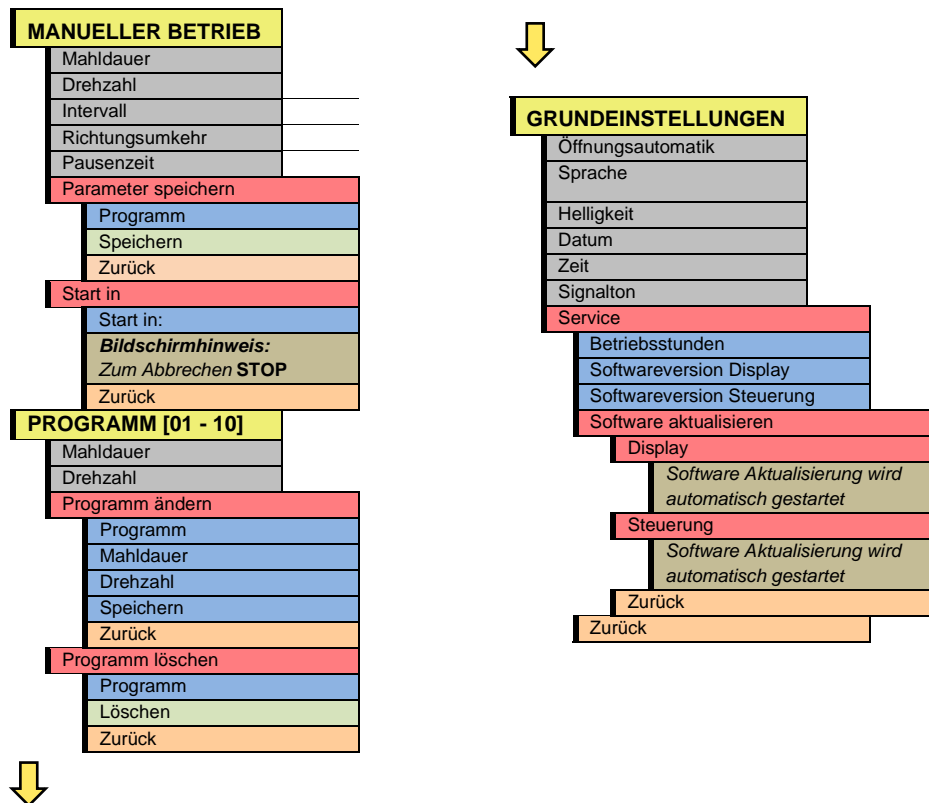 MANUELLER BETRIEB
Mahldauer
Drehzahl
Intervall
Richtungsumkehr
Pausenzeit
Parameter speichern
Programm
Speichern
Zurück
Start in
Start in:
Bildschirmhinweis:
Zum Abbrechen STOP
Zurück
PROGRAMM [01 - 10]
Mahldauer
Drehzahl
Programm ändern
Programm
Mahldauer
Drehzahl
Speichern
Zurück
Programm löschen
Programm
Löschen
Zurück
GRUNDEINSTELLUNGEN
Öffnungsautomatik
Sprache
Helligkeit
Datum
Zeit
Signalton
Service
Betriebsstunden
Softwareversion Display
Softwareversion Steuerung
Software aktualisieren
Display
Software Aktualisierung wird
automatisch gestartet
Steuerung
Software Aktualisierung wird
automatisch gestartet
Zurück
Zurück